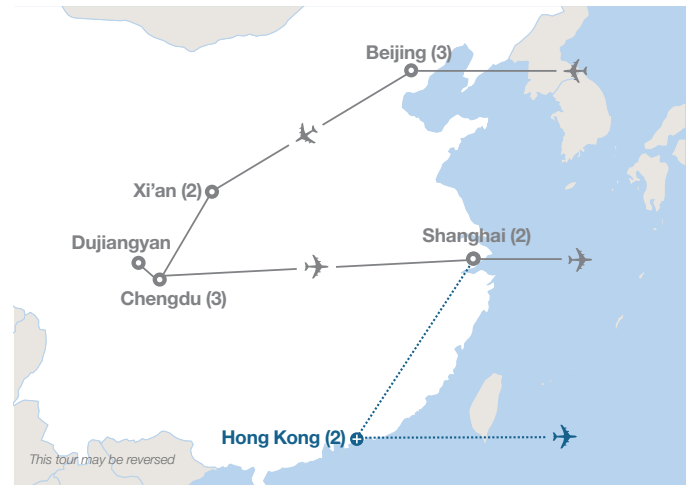 Beijing (3)
Xi’an (2)
Dujiangyan
Shanghai (2)
Chengdu (3)
Hong Kong (2)
This tour may be reversed